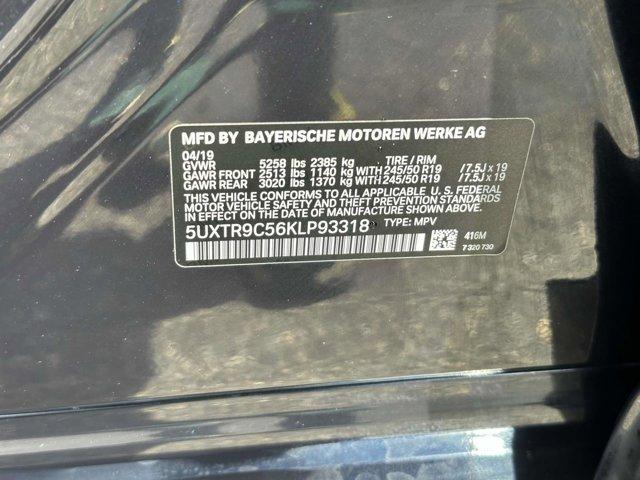 MFD BY BAYERISCHE MOTOREN WERKE AG
04/19
GVWR 5258 lbs 2385 kg TIRE / RIM
GAWR FRONT 2513 lbs 1140 kg WITH 245/50 R19 /7.5J x 19
GAWR REAR 3020 lbs 1370 kg WITH 245/50 R19 /7.5J x 19
THIS VEHICLE CONFORMS TO ALL APPLICABLE U. S. FEDERAL
MOTOR VEHICLE SAFETY AND THEFT PREVENTION STANDARDS
IN EFFECT ON THE DATE OF MANUFACTURE SHOWN ABOVE.
5UXTR9C56KLP93318 TYPE: MPV
416M
7 320 730